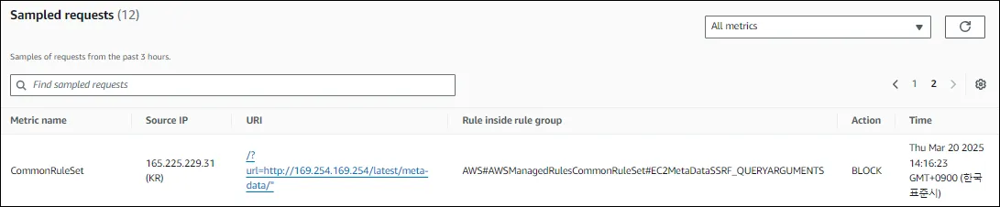 Sampled requests (12)
All metrics
Samples of requests from the past 3 hours.
Find sampled requests
1 2
Metric name Source IP URI Rule inside rule group Action Time
CommonRuleSet
165.225.229.31
(KR)
/?
url=http://169.254.169.254/latest/meta-
data/"
AWS#AWSManagedRulesCommonRuleSet#EC2MetaDataSSRF_QUERYARGUMENTS
BLOCK
Thu Mar 20 2025
14:16:23
GMT+0900 (한국
표준시)